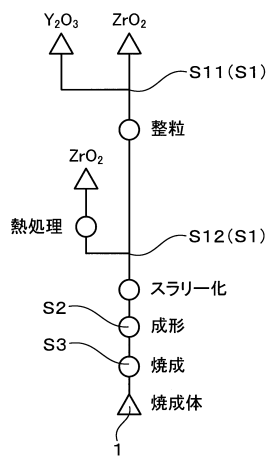 Y₂O₃ ZrO₂
S11(S1)
整粒
ZrO₂
熱処理
S12(S1)
スラリー化
S2 成形
S3 焼成
焼成体
1